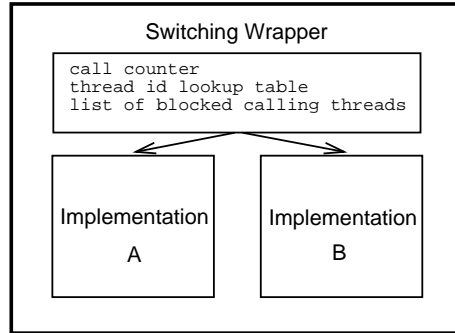 Switching Wrapper
call counter
thread id lookup table
list of blocked calling threads
Implementation
A
Implementation
B